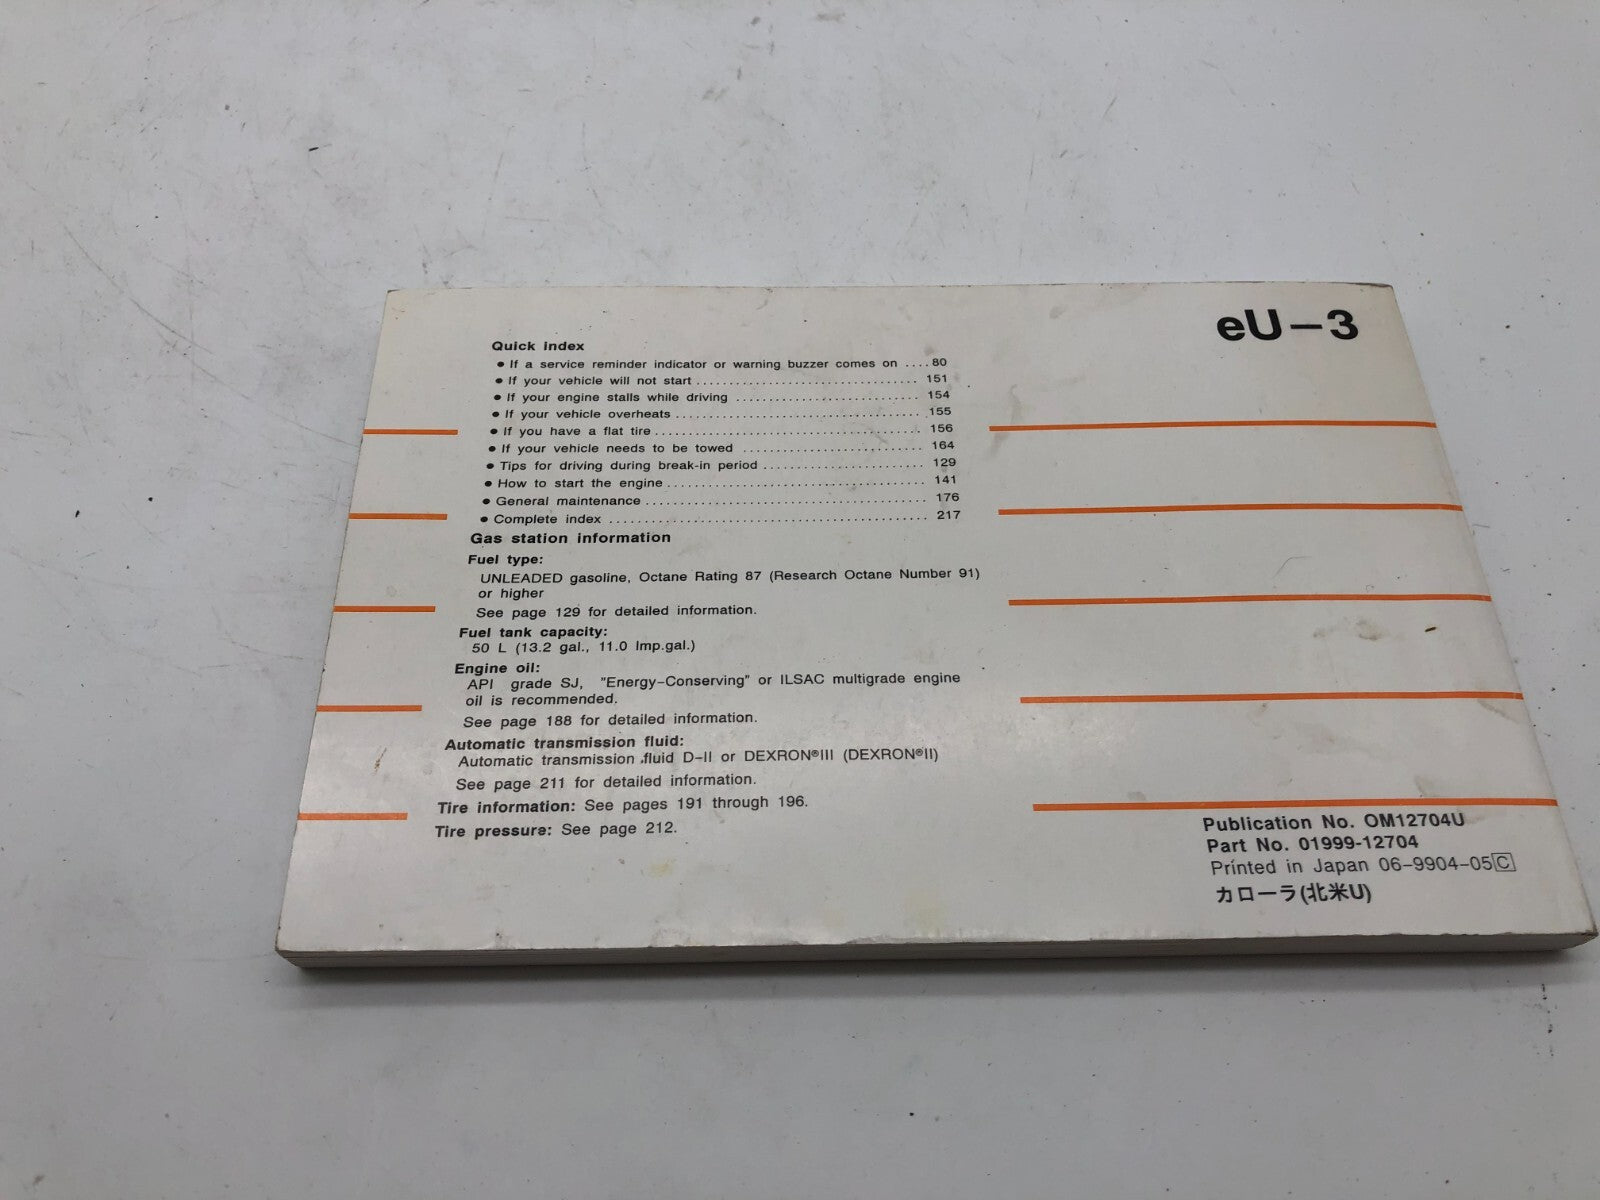 eU-3
Quick index
● If a service reminder indicator or warning buzzer comes on ....80
● If your vehicle will not start ................................ 151
● If your engine stalls while driving .......................... 154
● If your vehicle overheats .................................. 155
● If you have a flat tire ...................................... 156
● If your vehicle needs to be towed .......................... 164
● Tips for driving during break-in period ....................... 129
● How to start the engine ..................................... 141
● General maintenance ........................................ 176
● Complete index ............................................. 217
Gas station information
Fuel type:
UNLEADED gasoline, Octane Rating 87 (Research Octane Number 91)
or higher
See page 129 for detailed information.
Fuel tank capacity:
50 L (13.2 gal., 11.0 Imp.gal.)
Engine oil:
API grade SJ, "Energy-Conserving" or ILSAC multigrade engine
oil is recommended.
See page 188 for detailed information.
Automatic transmission fluid:
Automatic transmission fluid D-II or DEXRON®III (DEXRON®II)
See page 211 for detailed information.
Tire information: See pages 191 through 196.
Tire pressure: See page 212.
Publication No. OM12704U
Part No. 01999-12704
Printed in Japan 06-9904-05 C
カローラ(北米U)